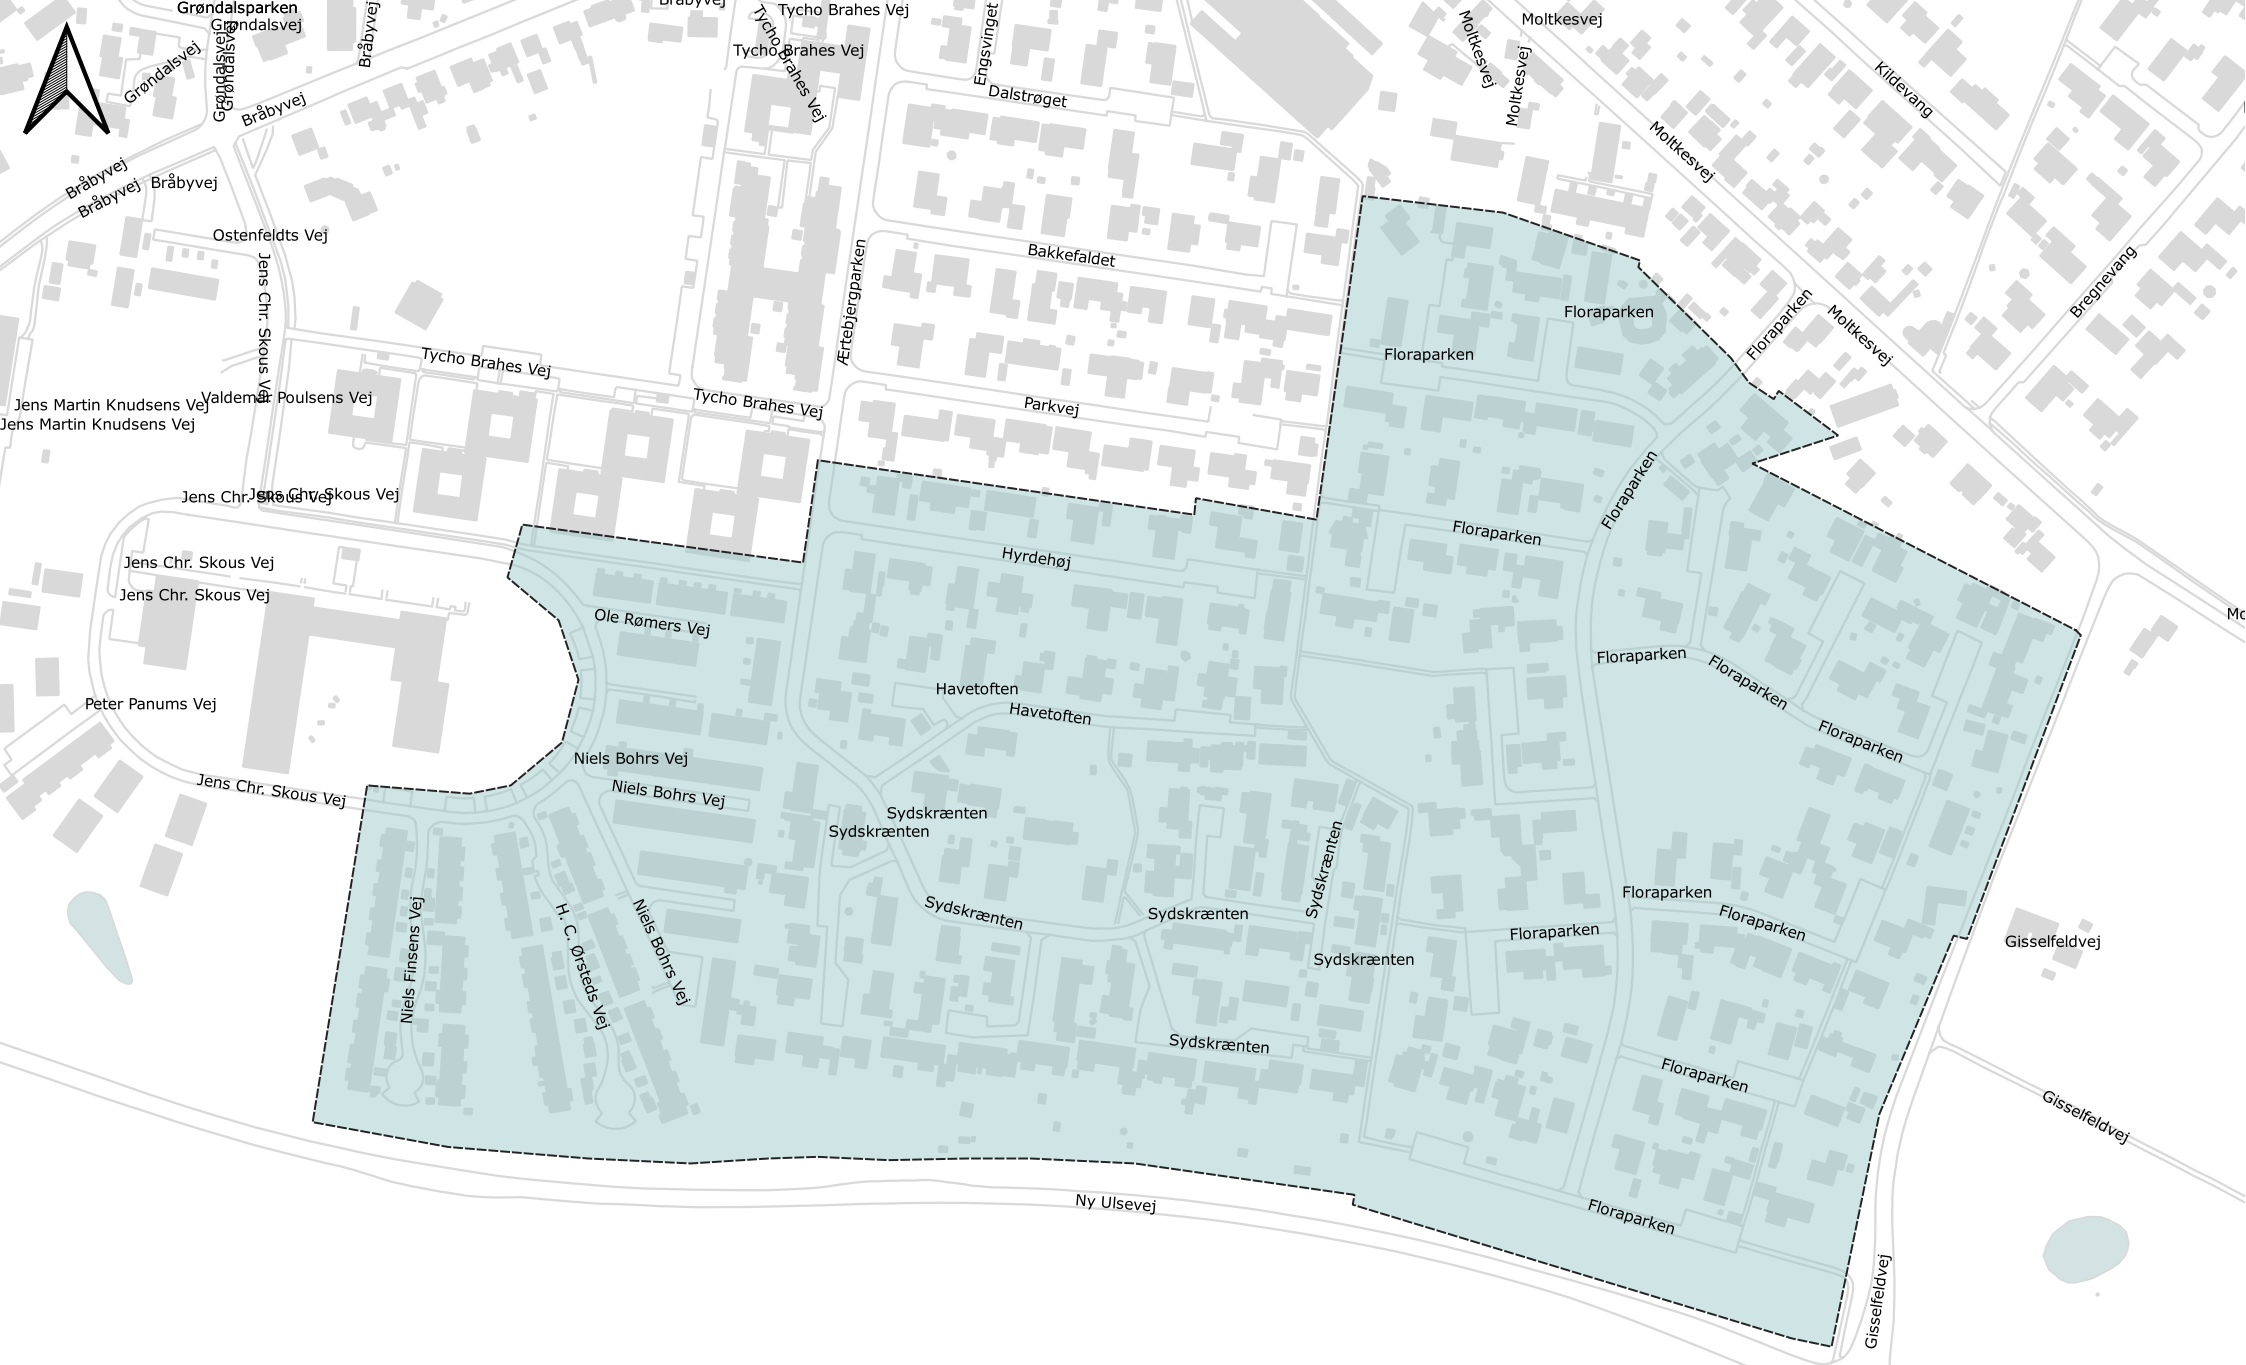 Grøndalsparken
Grøndalsvej
Grøndalsvej
Grøndalsvej
Grøndalsvej
Bråbyvej
Bråbyvej
Bråbyvej
Bråbyvej
Bråbyvej
Bråbyvej
Tycho Brahes Vej
Tycho Brahes Vej
Tycho Brahes Vej
Engsvinget
Dalstrøget
Moltkesvej
Moltkesvej
Moltkesvej
Moltkesvej
Kildevang
Ostenfeldts Vej
Jens Chr. Skous Vej
Ærtebjergparken
Bakkefaldet
Bregnevang
Floraparken
Floraparken
Floraparken
Moltkesvej
Tycho Brahes Vej
Tycho Brahes Vej
Valdemar Poulsens Vej
Jens Martin Knudsens Vej
Jens Martin Knudsens Vej
Parkvej
Jens Chr. Skous Vej
Jens Chr. Skous Vej
Floraparken
Floraparken
Hyrdehøj
Jens Chr. Skous Vej
Jens Chr. Skous Vej
Ole Rømers Vej
Mo
Floraparken
Floraparken
Floraparken
Havetoften
Havetoften
Peter Panums Vej
Niels Bohrs Vej
Niels Bohrs Vej
Jens Chr. Skous Vej
Sydskrænten
Sydskrænten
Sydskrænten
Sydskrænten
Sydskrænten
Sydskrænten
Floraparken
Floraparken
Floraparken
Niels Finsens Vej
H. C. Ørsteds Vej
Niels Bohrs Vej
Gisselfeldvej
Sydskrænten
Floraparken
Gisselfeldvej
Ny Ulsevej
Floraparken
Gisselfeldvej